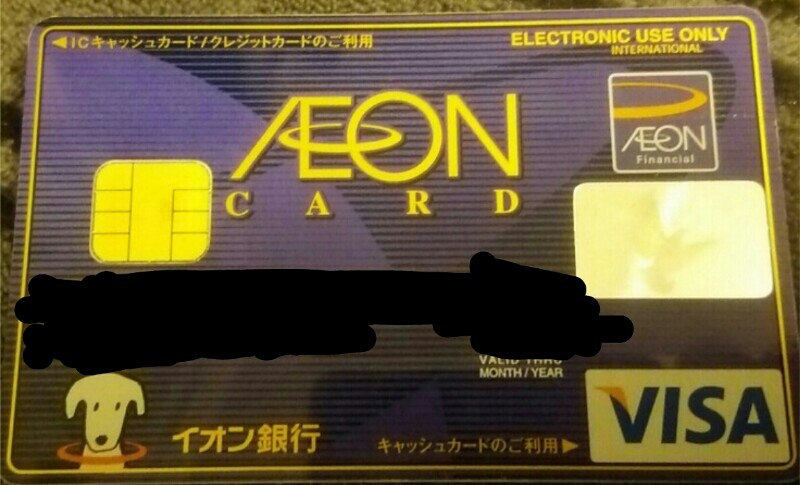 ◀ICキャッシュカード/クレジットカードのご利用
ELECTRONIC USE ONLY
INTERNATIONAL
ÆON
CARD
ÆON
Financial
VALID THRU
MONTH / YEAR
イオン銀行
キャッシュカードのご利用▶
VISA